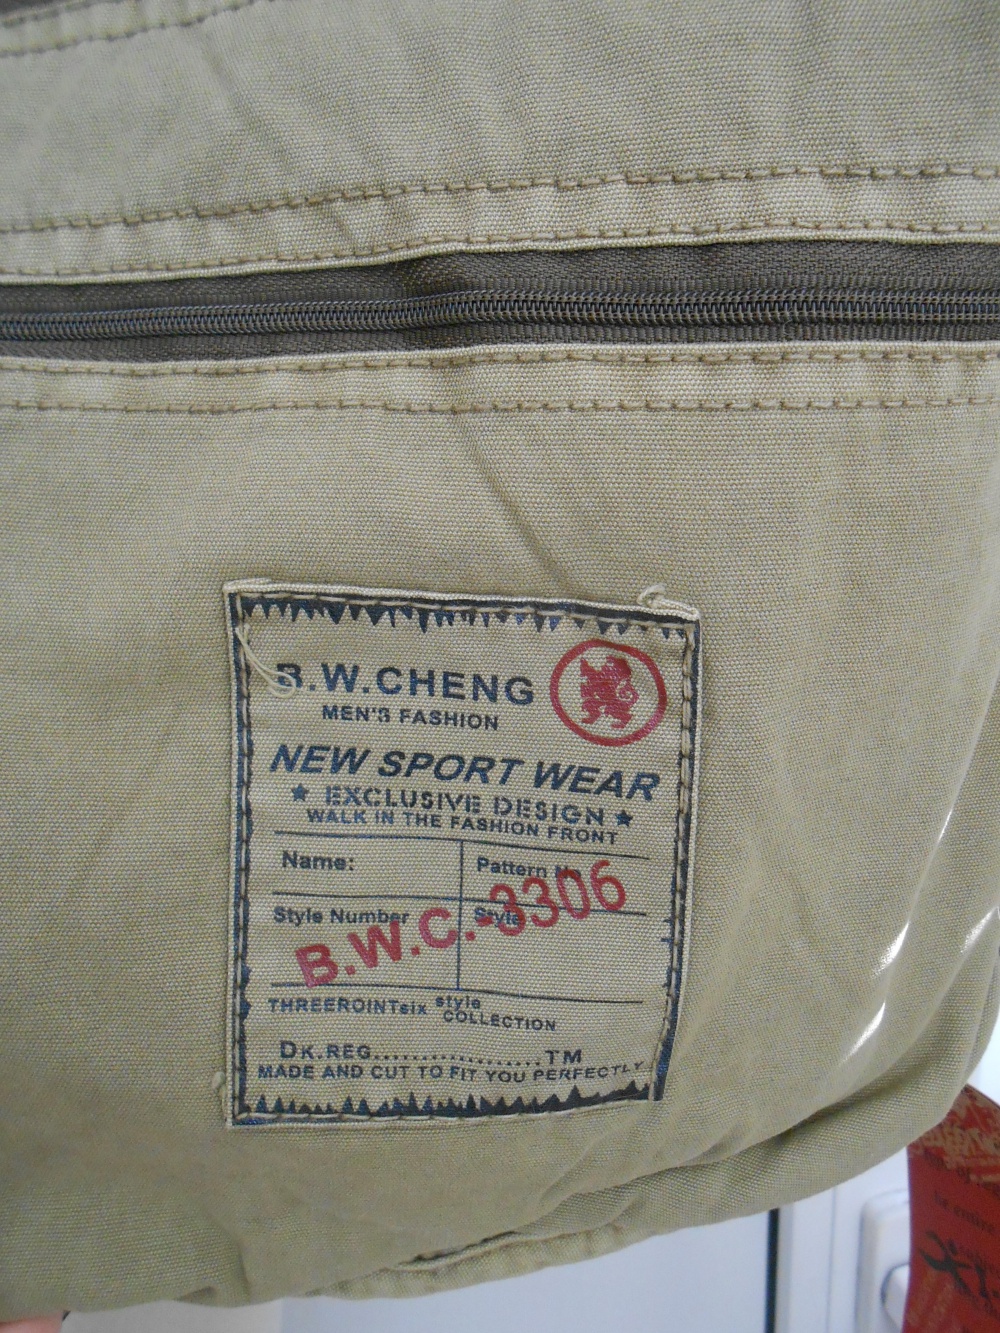 B.W.CHENG
MEN'S FASHION
NEW SPORT WEAR
★ EXCLUSIVE DESIGN ★
WALK IN THE FASHION FRONT
Name:
Pattern No
Style Number
Style
B.W.C.-3306
THREEROINTsix style
COLLECTION
DK.REG..................TM
MADE AND CUT TO FIT YOU PERFECTLY